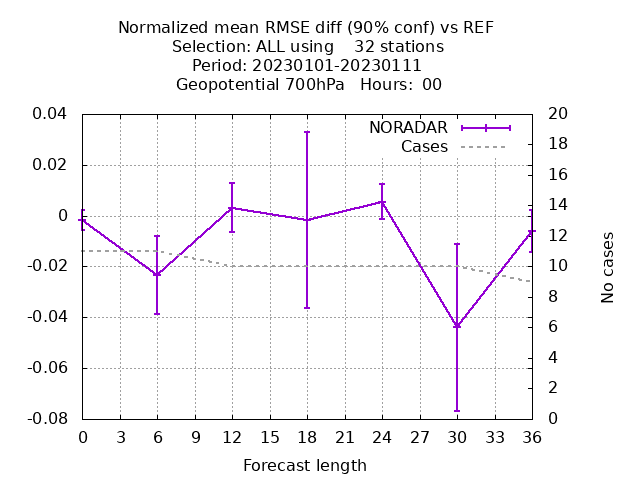 Normalized mean RMSE diff (90% conf) vs REF
Selection: ALL using    32 stations
Period: 20230101-20230111
Geopotential 700hPa   Hours:  00
NORADAR
Cases
0.04
0.02
0
-0.02
-0.04
-0.06
-0.08
20
18
16
14
12
10
8
6
4
2
0
No cases
0 3 6 9 12 15 18 21 24 27 30 33 36
Forecast length